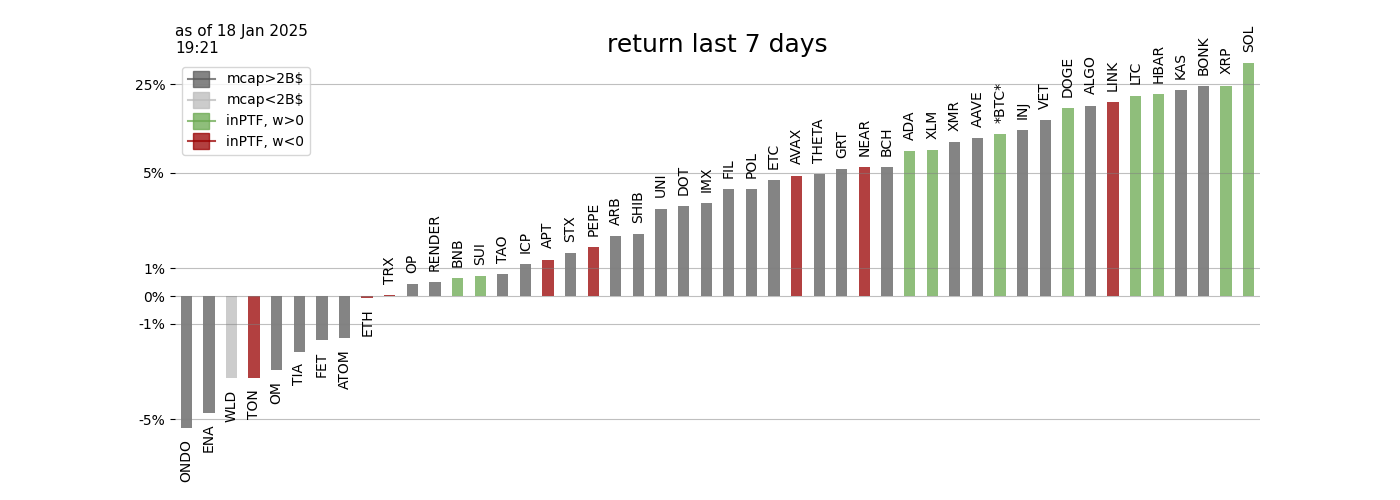 as of 18 Jan 2025
19:21
return last 7 days
mcap>2B$
mcap<2B$
inPTF, w>0
inPTF, w<0
25%
5%
1%
0%
-1%
-5%
ONDO
ENA
WLD
TON
OM
TIA
FET
ATOM
ETH
TRX
OP
RENDER
BNB
SUI
TAO
ICP
APT
STX
PEPE
ARB
SHIB
UNI
DOT
IMX
FIL
POL
ETC
AVAX
THETA
GRT
NEAR
BCH
ADA
XLM
XMR
AAVE
*BTC*
INJ
VET
DOGE
ALGO
LINK
LTC
HBAR
KAS
BONK
XRP
SOL